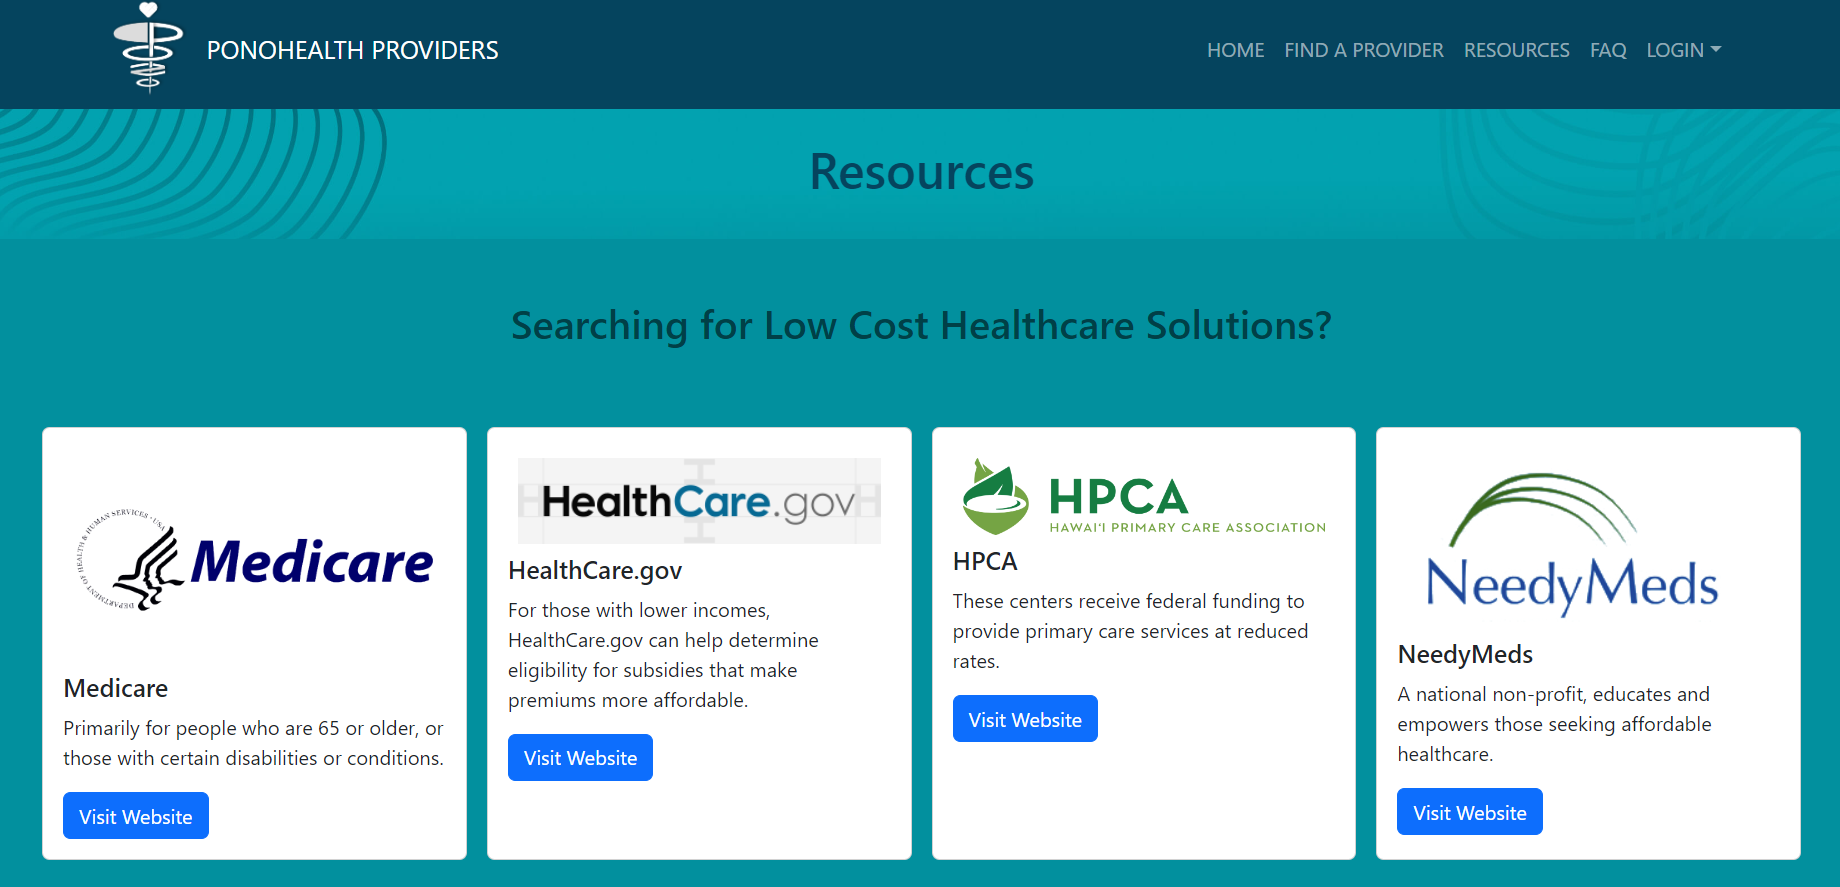 PONOHEALTH PROVIDERS
HOME FIND A PROVIDER RESOURCES FAQ LOGIN
Resources
Searching for Low Cost Healthcare Solutions?
DEPARTMENT OF HEALTH & HUMAN SERVICES · USA
Medicare
Medicare
Primarily for people who are 65 or older, or
those with certain disabilities or conditions.
Visit Website
HealthCare.gov
HealthCare.gov
For those with lower incomes,
HealthCare.gov can help determine
eligibility for subsidies that make
premiums more affordable.
Visit Website
HPCA
HAWAI'I PRIMARY CARE ASSOCIATION
HPCA
These centers receive federal funding to
provide primary care services at reduced
rates.
Visit Website
NeedyMeds
NeedyMeds
A national non-profit, educates and
empowers those seeking affordable
healthcare.
Visit Website